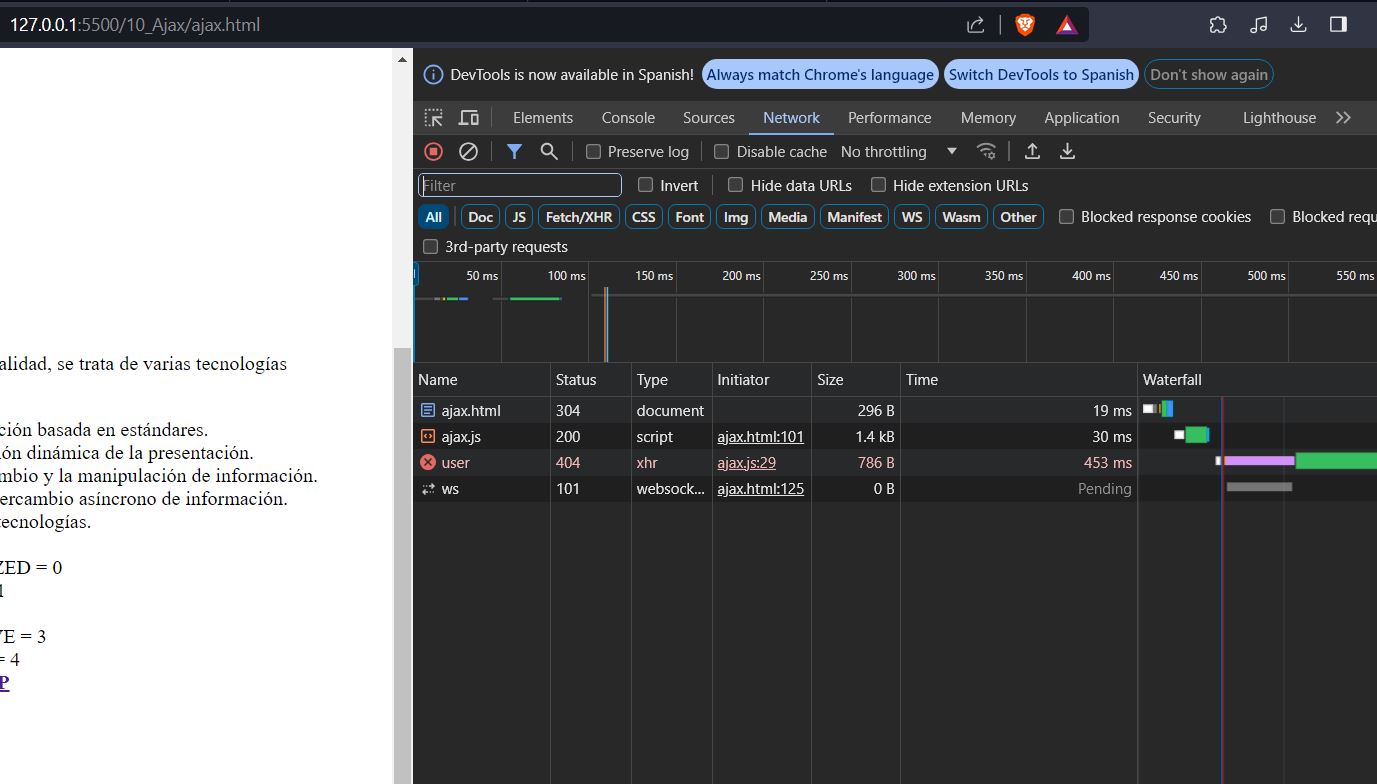 127.0.0.1:5500/10_Ajax/ajax.html
DevTools is now available in Spanish! Always match Chrome's language Switch DevTools to Spanish Don't show again
Elements Console Sources Network Performance Memory Application Security Lighthouse
Preserve log Disable cache No throttling
Filter Invert Hide data URLs Hide extension URLs
All Doc JS Fetch/XHR CSS Font Img Media Manifest WS Wasm Other Blocked response cookies Blocked requ
3rd-party requests
50 ms 100 ms 150 ms 200 ms 250 ms 300 ms 350 ms 400 ms 450 ms 500 ms 550 ms
Name Status Type Initiator Size Time Waterfall
ajax.html 304 document 296 B 19 ms
ajax.js 200 script ajax.html:101 1.4 kB 30 ms
user 404 xhr ajax.js:29 786 B 453 ms
ws 101 websock... ajax.html:125 0 B Pending
alidad, se trata de varias tecnologías
ción basada en estándares.
ón dinámica de la presentación.
mbio y la manipulación de información.
ercambio asíncrono de información.
tecnologías.
ZED = 0
1
VE = 3
= 4
P